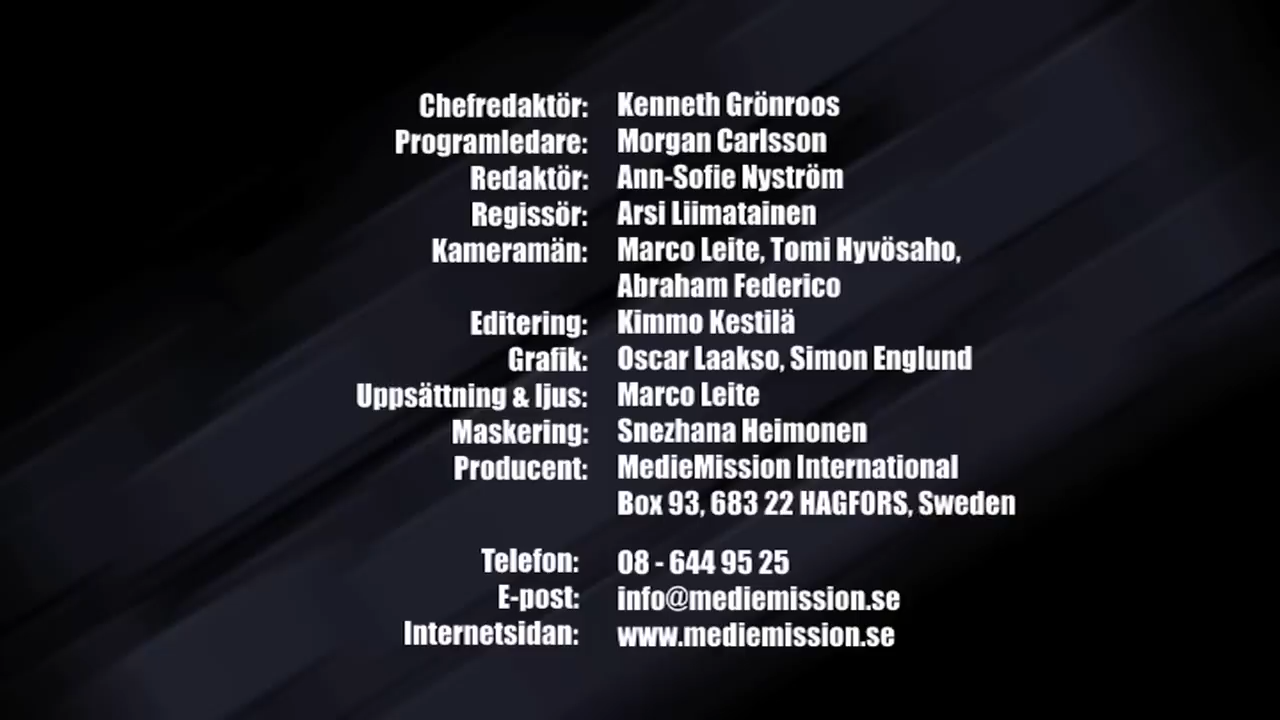 Chefredaktör: Kenneth Grönroos
Programledare: Morgan Carlsson
Redaktör: Ann-Sofie Nyström
Regissör: Arsi Liimatainen
Kameramän: Marco Leite, Tomi Hyvösaho,
Abraham Federico
Editering: Kimmo Kestilä
Grafik: Oscar Laakso, Simon Englund
Uppsättning & ljus: Marco Leite
Maskering: Snezhana Heimonen
Producent: MedieMission International
Box 93, 683 22 HAGFORS, Sweden
Telefon: 08 - 644 95 25
E-post: info@mediemission.se
Internetsidan: www.mediemission.se